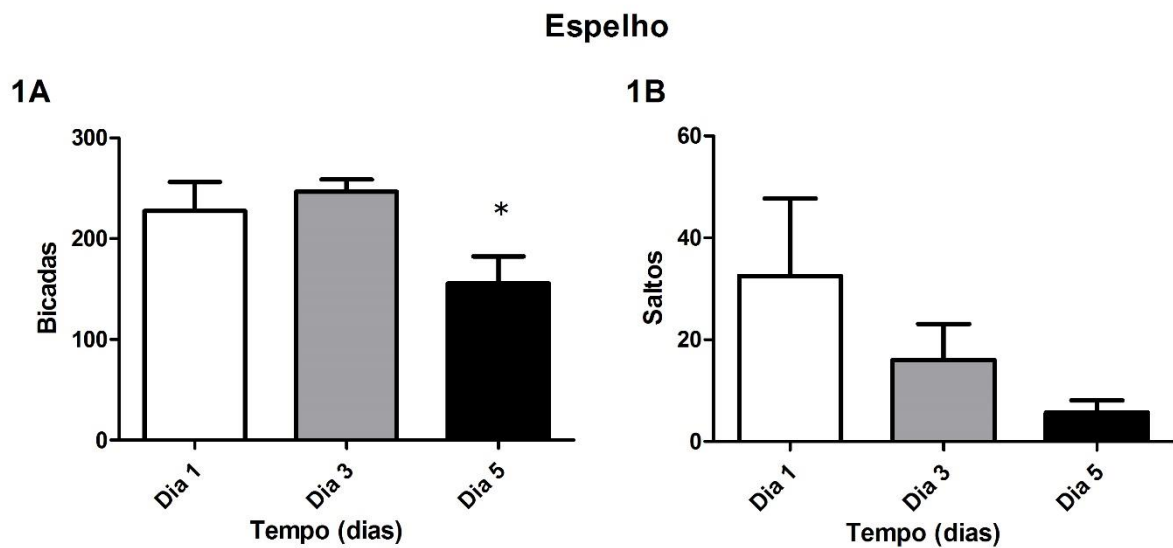 Espelho
1A
300
200
100
0
Bicadas
*
Dia 1
Dia 3
Dia 5
Tempo (dias)
1B
60
40
20
0
Saltos
Dia 1
Dia 3
Dia 5
Tempo (dias)